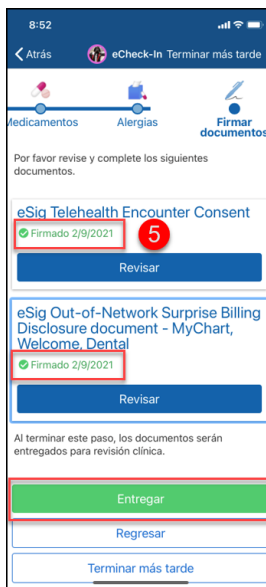 8:52
Atrás
eCheck-In Terminar más tarde
Medicamentos
Alergias
Firmar
documentos
Por favor revise y complete los siguientes
documentos.
eSig Telehealth Encounter Consent
Firmado 2/9/2021
5
Revisar
eSig Out-of-Network Surprise Billing
Disclosure document - MyChart,
Welcome, Dental
Firmado 2/9/2021
Revisar
Al terminar este paso, los documentos serán
entregados para revisión clínica.
Entregar
Regresar
Terminar más tarde